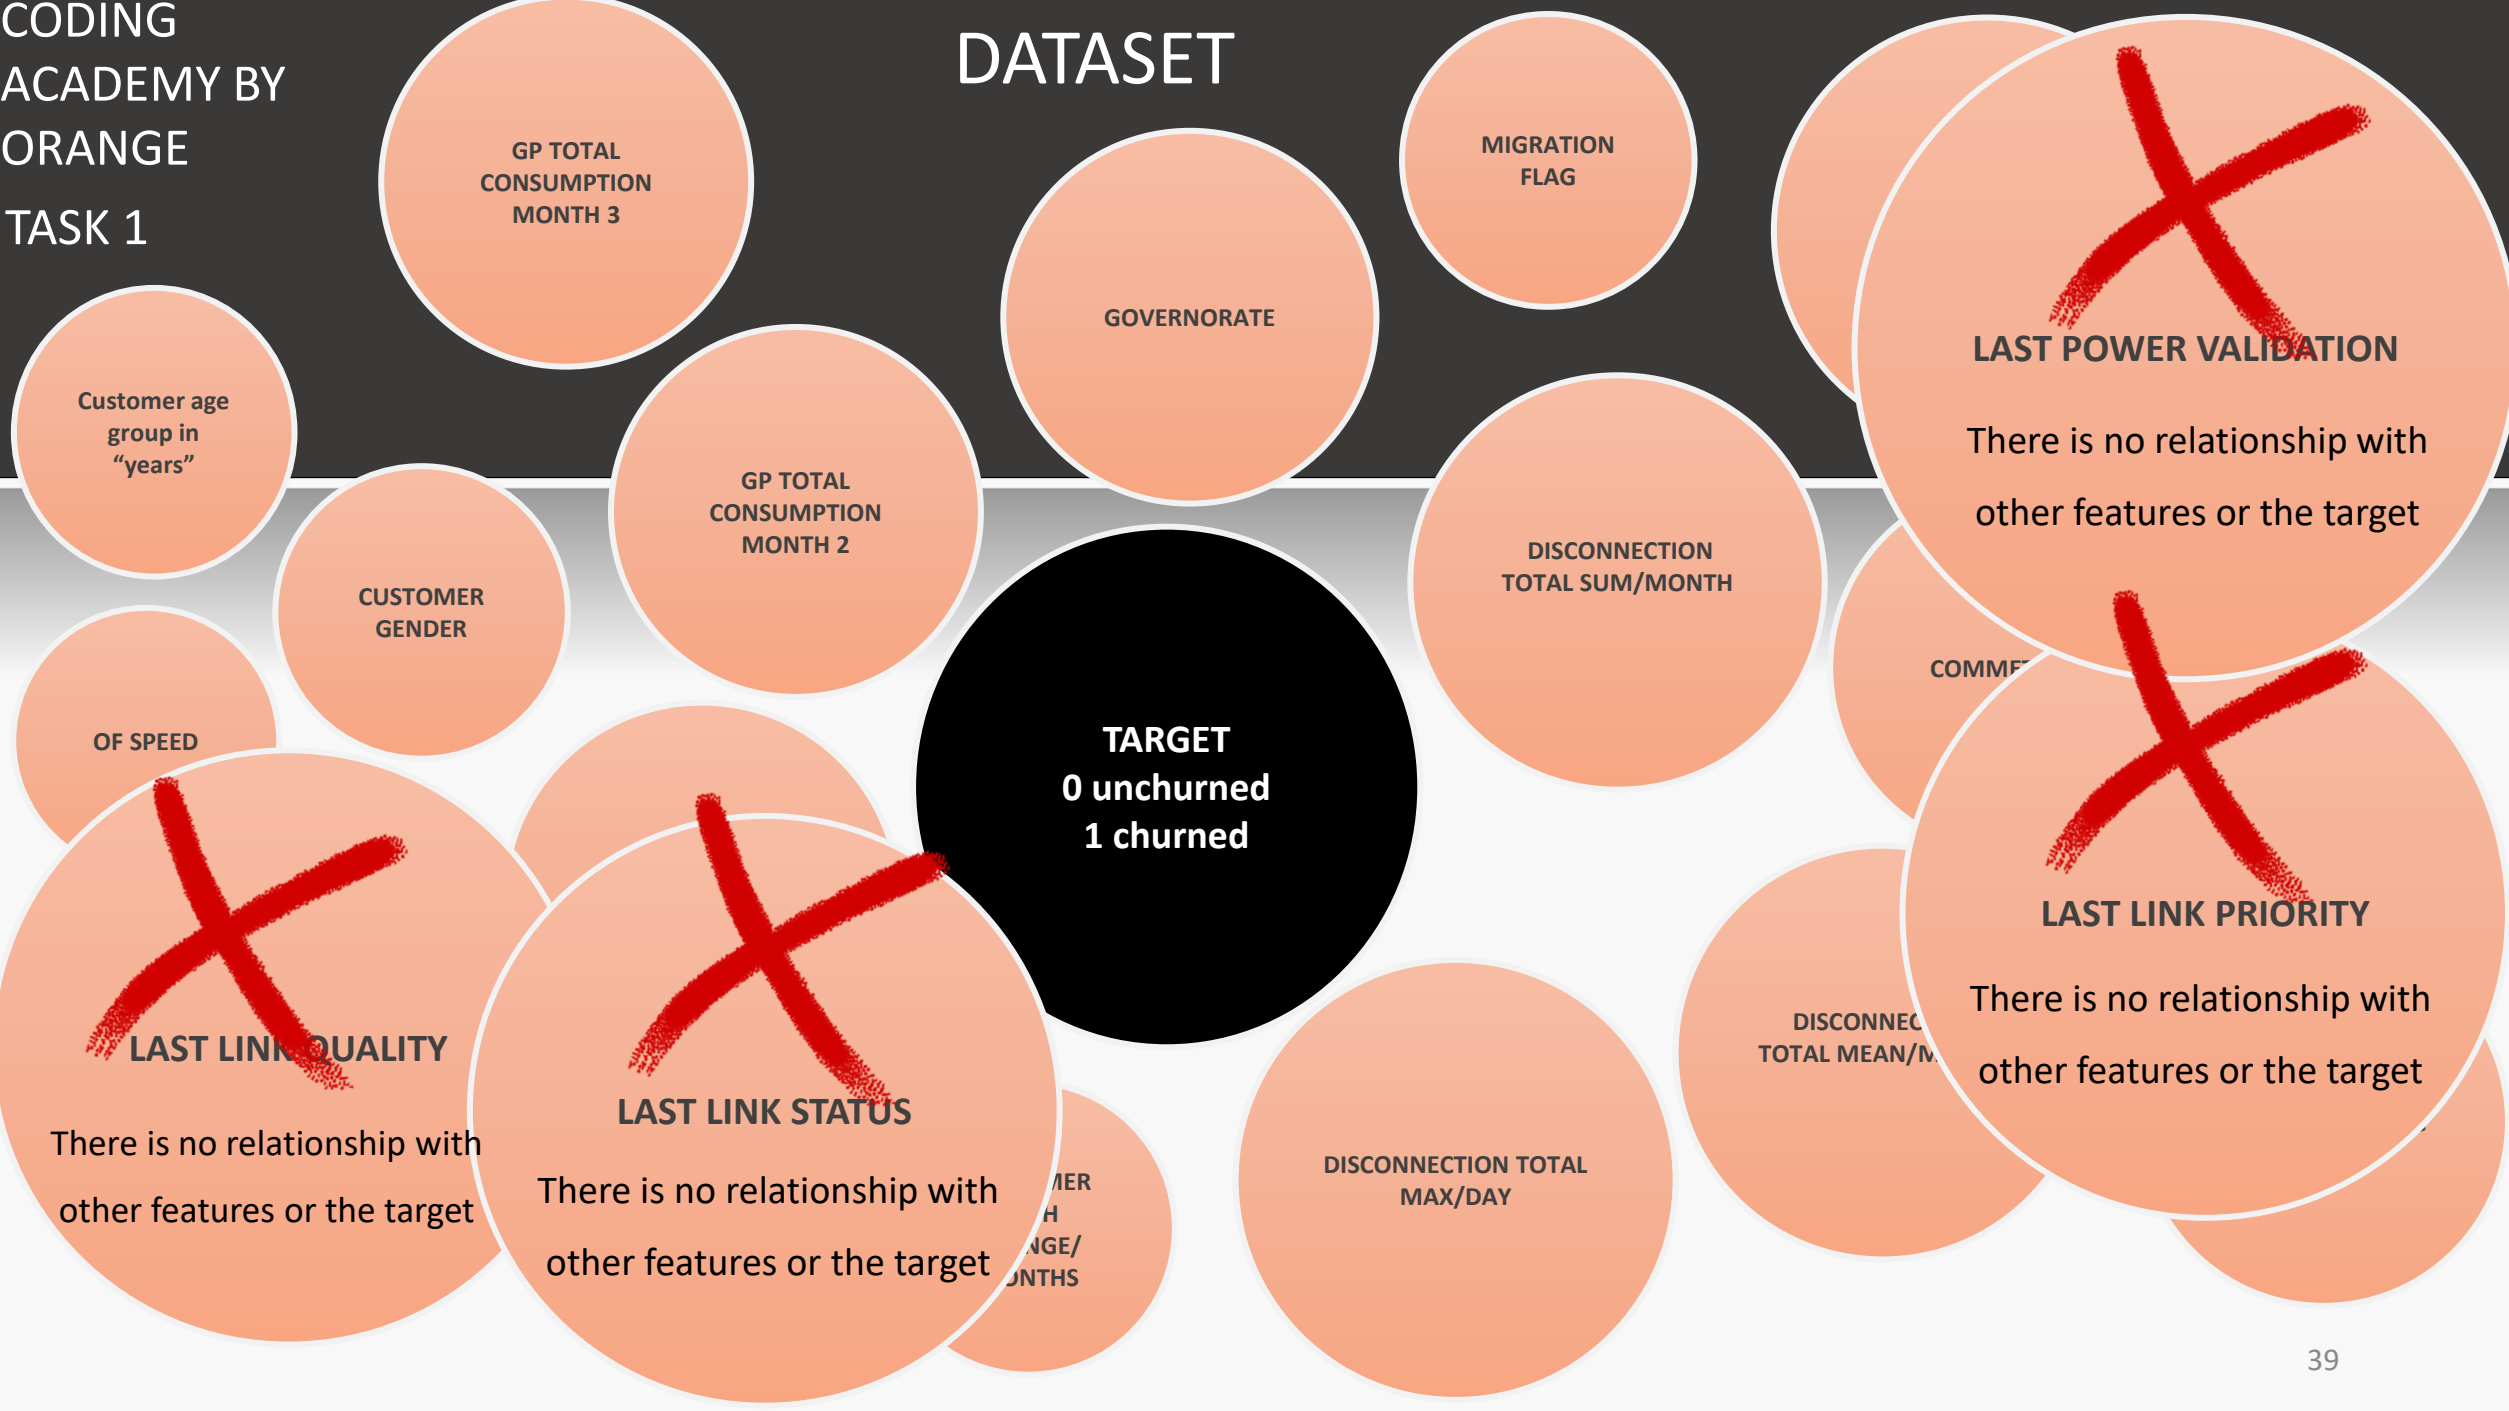 CODING
ACADEMY BY
ORANGE
TASK 1
DATASET
GP TOTAL
CONSUMPTION
MONTH 3
MIGRATION
FLAG
GOVERNORATE
LAST POWER VALIDATION
There is no relationship with
other features or the target
Customer age
group in
“years”
GP TOTAL
CONSUMPTION
MONTH 2
CUSTOMER
GENDER
DISCONNECTION
TOTAL SUM/MONTH
OF SPEED
TARGET
0 unchurned
1 churned
LAST LINK PRIORITY
There is no relationship with
other features or the target
LAST LINK QUALITY
There is no relationship with
other features or the target
LAST LINK STATUS
There is no relationship with
other features or the target
DISCONNECTION TOTAL
MAX/DAY
TOTAL MEAN/
39